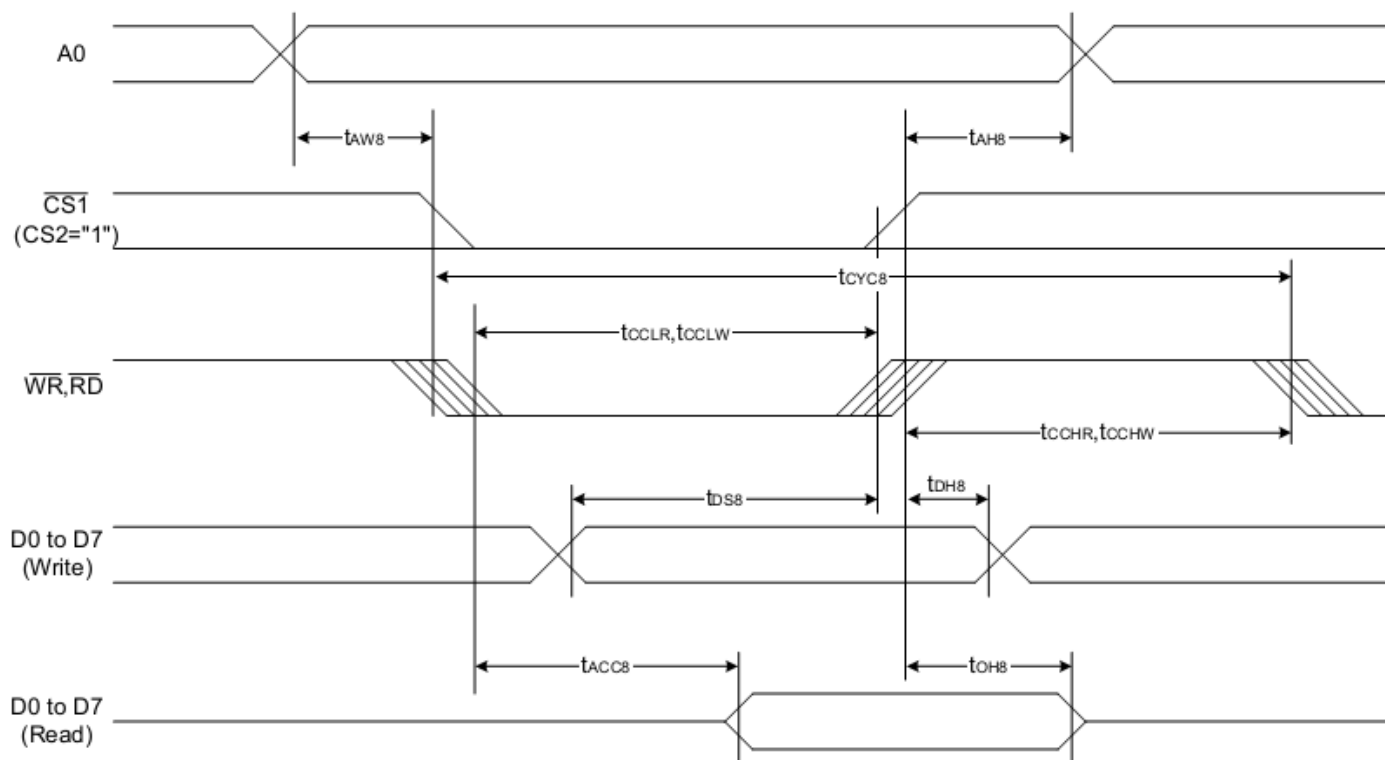 A0
tAW8
tAH8
CS1
(CS2="1")
tCYC8
tCCLR,tCCLW
WR,RD
tCCHR,tCCHW
tDS8
tDH8
D0 to D7
(Write)
tACC8
tOH8
D0 to D7
(Read)